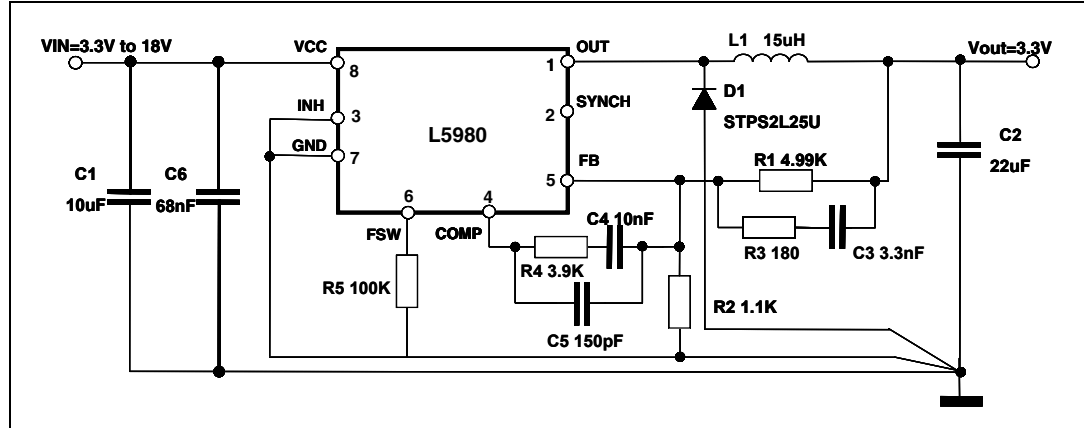 VIN=3.3V to 18V
VCC
8
INH
3
GND
7
L5980
OUT
1
SYNCH
2
FB
5
6
FSW
4
COMP
L1 15uH
Vout=3.3V
D1
STPS2L25U
C1
10uF
C6
68nF
C2
22uF
R1 4.99K
R3 180
C3 3.3nF
C4 10nF
R4 3.9K
C5 150pF
R5 100K
R2 1.1K